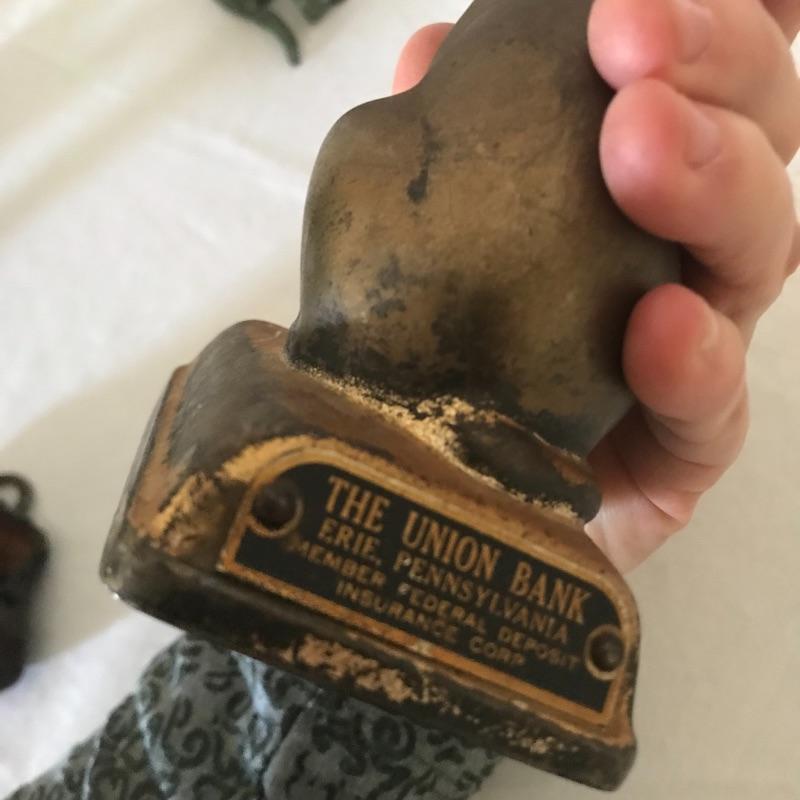 THE UNION BANK
ERIE, PENNSYLVANIA
MEMBER FEDERAL DEPOSIT
INSURANCE CORP